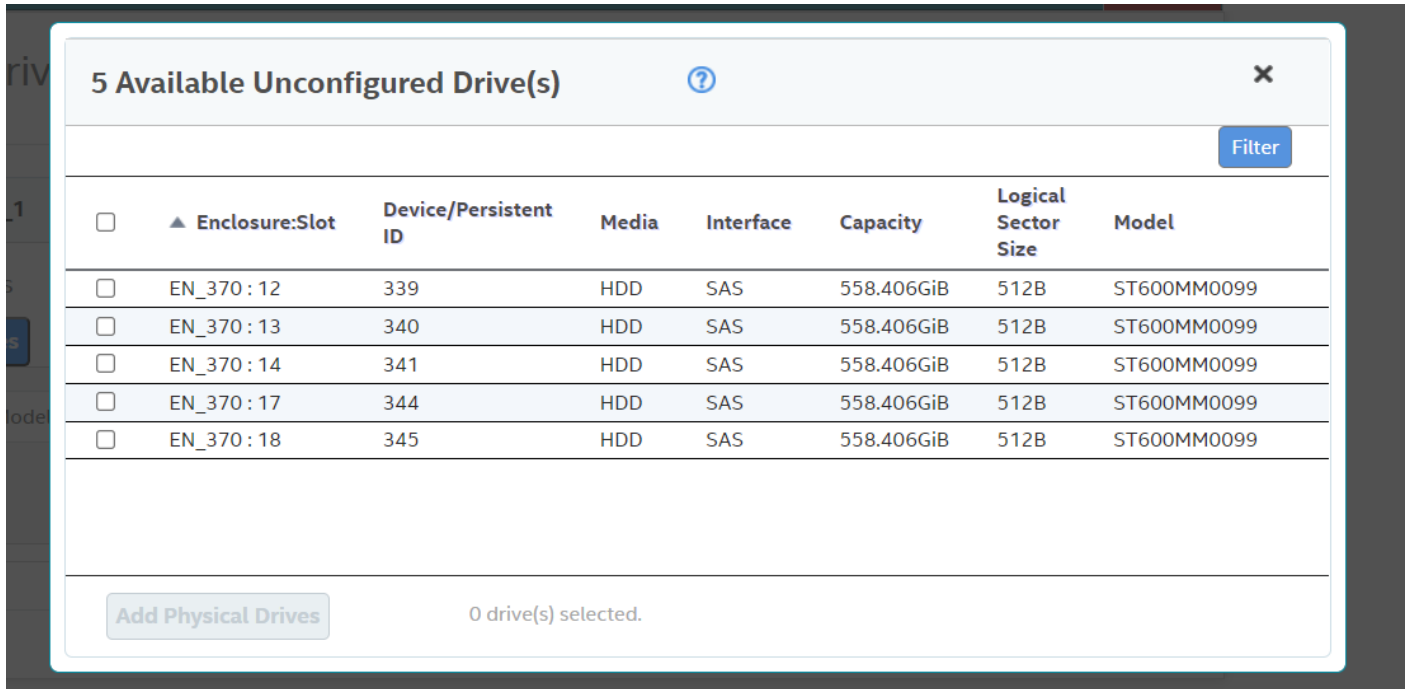 5 Available Unconfigured Drive(s)
Filter
Enclosure:Slot Device/Persistent ID Media Interface Capacity Logical Sector Size Model
EN_370 : 12 339 HDD SAS 558.406GiB 512B ST600MM0099
EN_370 : 13 340 HDD SAS 558.406GiB 512B ST600MM0099
EN_370 : 14 341 HDD SAS 558.406GiB 512B ST600MM0099
EN_370 : 17 344 HDD SAS 558.406GiB 512B ST600MM0099
EN_370 : 18 345 HDD SAS 558.406GiB 512B ST600MM0099
Add Physical Drives 0 drive(s) selected.